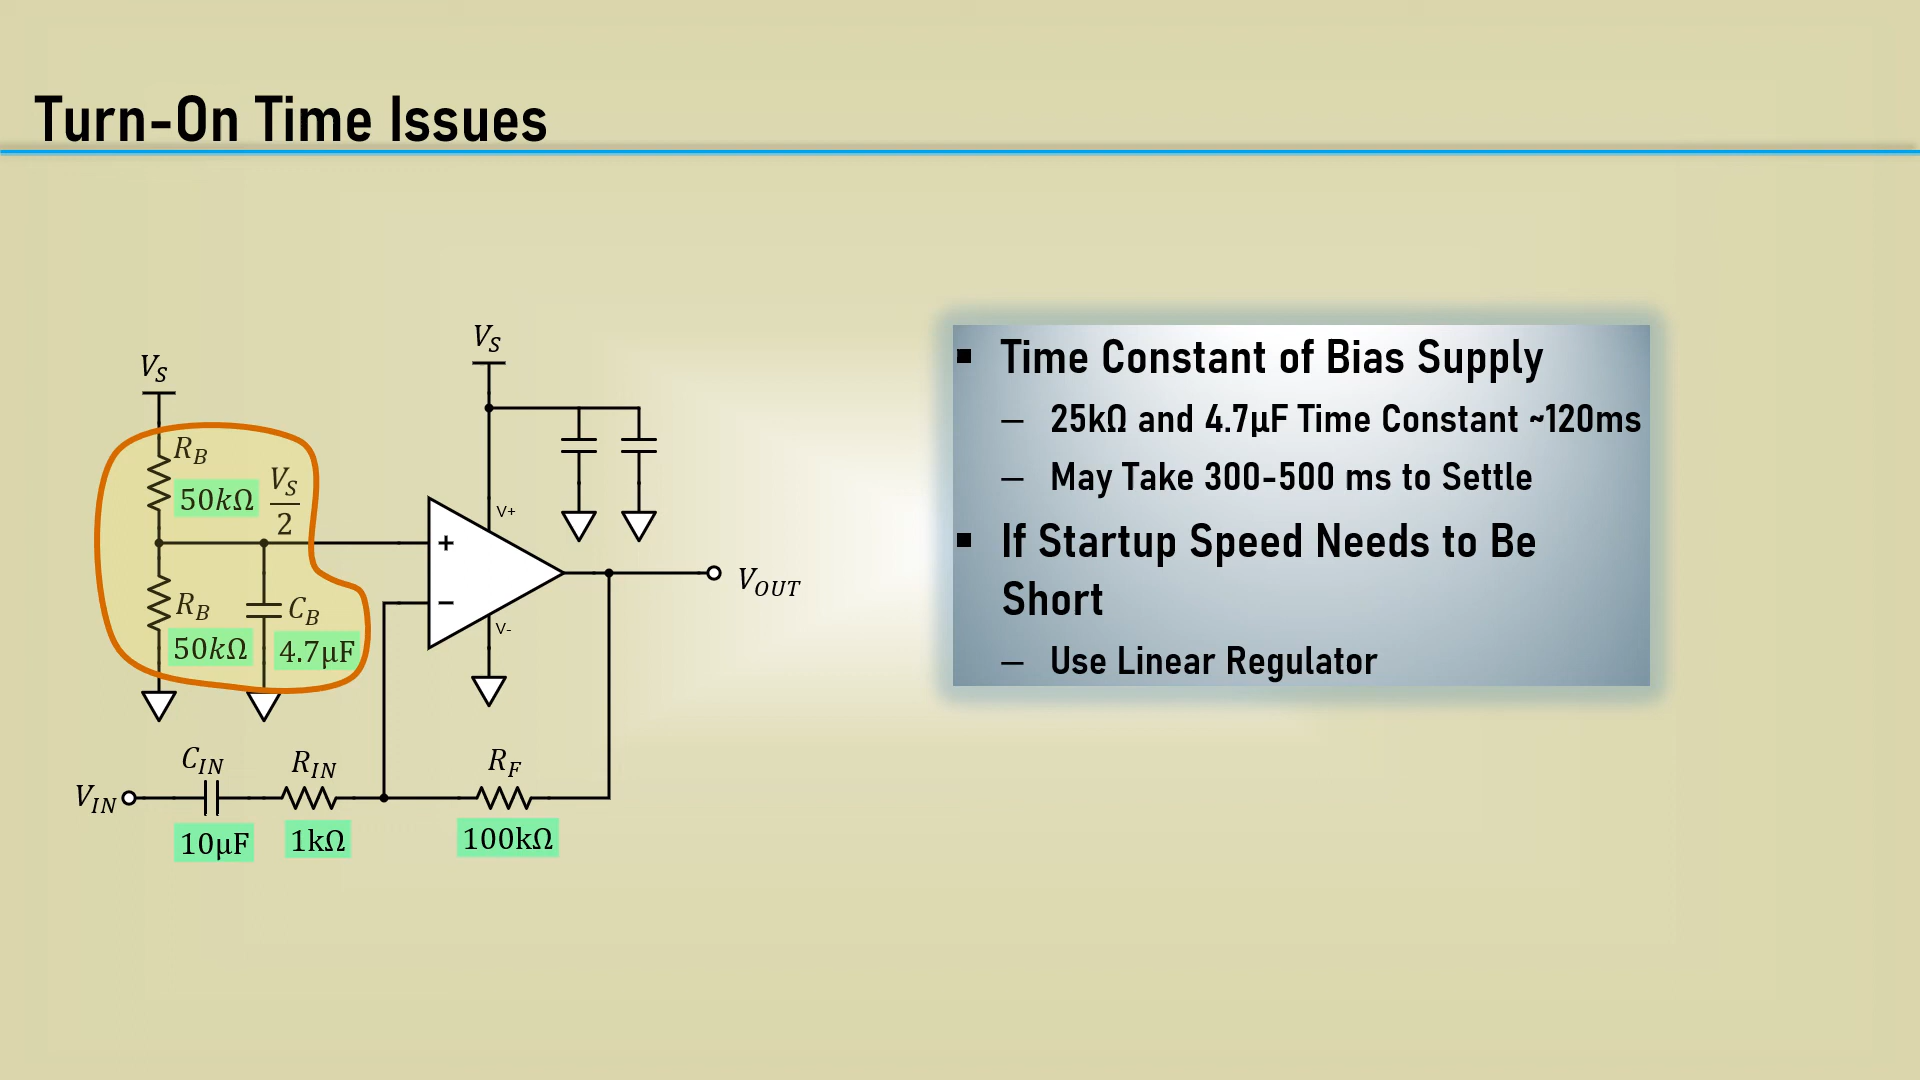 Turn-On Time Issues
V_S
V_S
R_B
50kΩ
V_S/2
V+
+
−
V-
V_OUT
R_B
50kΩ
C_B
4.7μF
C_IN
R_IN
R_F
V_IN
10μF
1kΩ
100kΩ
▪ Time Constant of Bias Supply
– 25kΩ and 4.7μF Time Constant ~120ms
– May Take 300-500 ms to Settle
▪ If Startup Speed Needs to Be
Short
– Use Linear Regulator